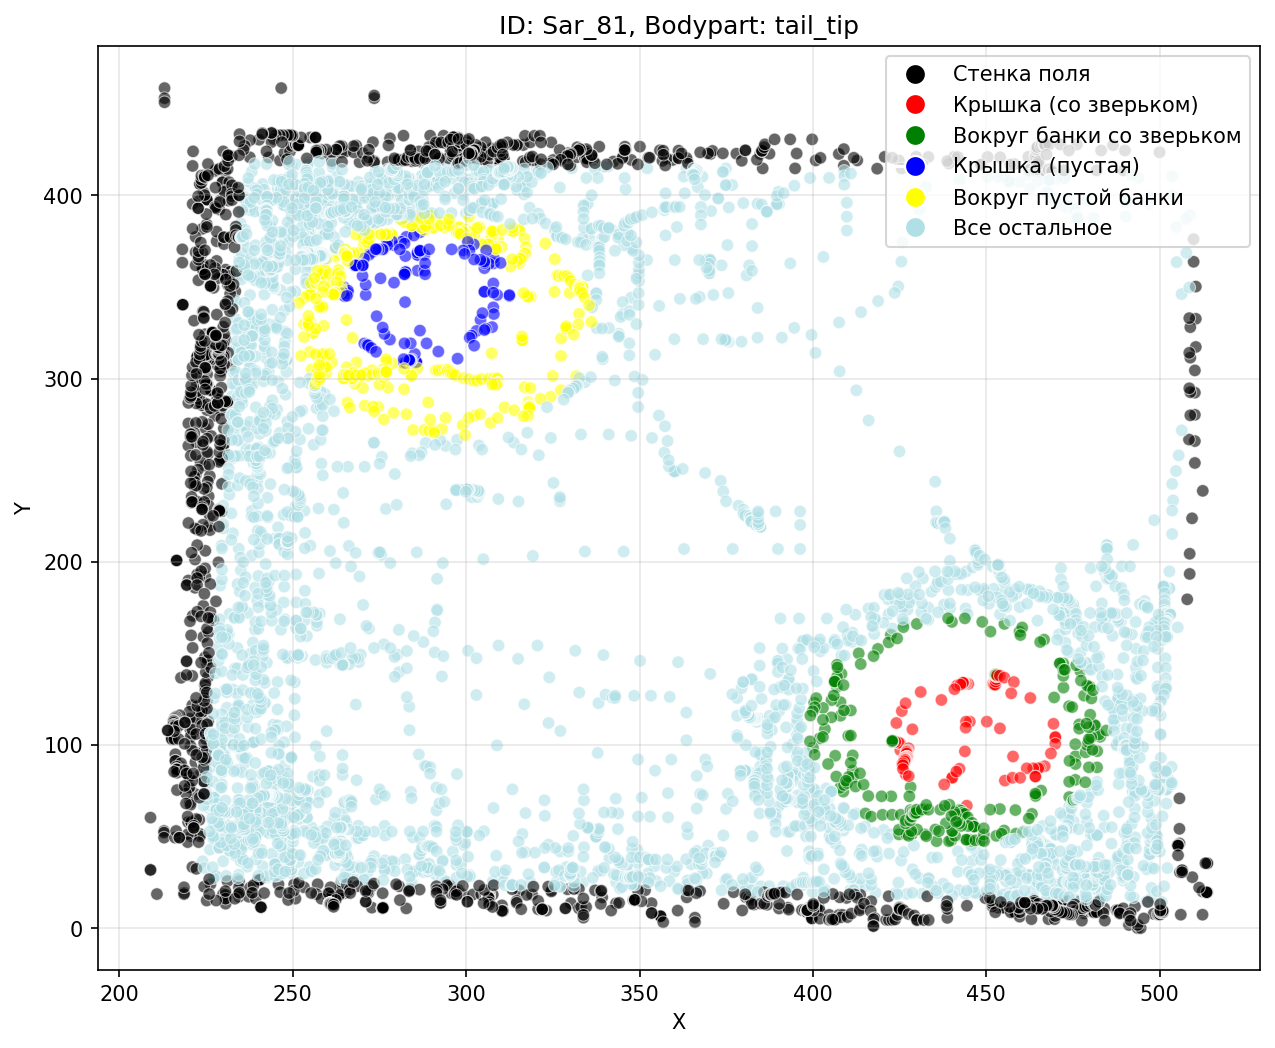 ID: Sar_81, Bodypart: tail_tip
Стенка поля
Крышка (со зверьком)
Вокруг банки со зверьком
Крышка (пустая)
Вокруг пустой банки
Все остальное
400
300
200
100
0
Y
200
250
300
350
400
450
500
X